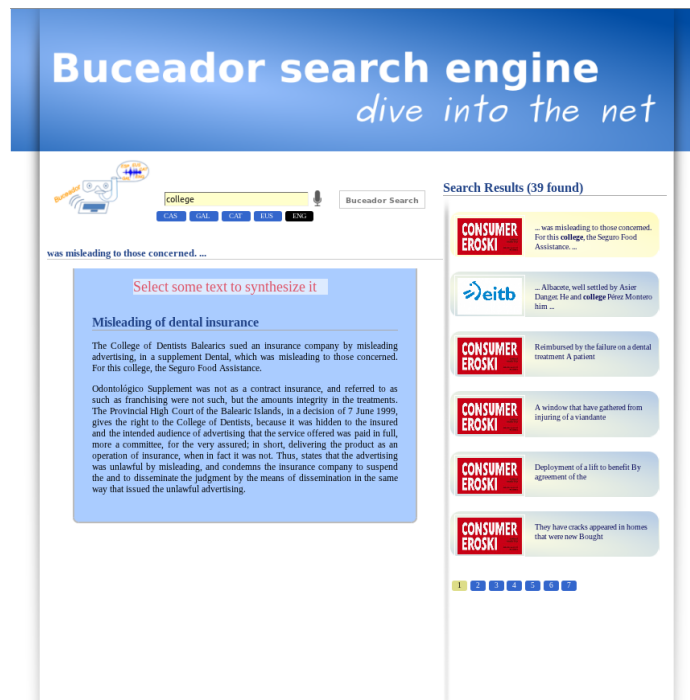 Buceador search engine
dive into the net
Buceador
college
Buceador Search
CAS GAL CAT EUS ENG
was misleading to those concerned. ...
Select some text to synthesize it
Misleading of dental insurance
The College of Dentists Balearics sued an insurance company by misleading
advertising, in a supplement Dental, which was misleading to those concerned.
For this college, the Seguro Food Assistance.
Odontológico Supplement was not as a contract insurance, and referred to as
such as franchising were not such, but the amounts integrity in the treatments.
The Provincial High Court of the Balearic Islands, in a decision of 7 June 1999,
gives the right to the College of Dentists, because it was hidden to the insured
and the intended audience of advertising that the service offered was paid in full,
more a committee, for the very assured; in short, delivering the product as an
operation of insurance, when in fact it was not. Thus, states that the advertising
was unlawful by misleading, and condemns the insurance company to suspend
the and to disseminate the judgment by the means of dissemination in the same
way that issued the unlawful advertising.
Search Results (39 found)
CONSUMER
EROSKI
... was misleading to those concerned.
For this college, the Seguro Food
Assistance. ...
eitb
... Albacete, well settled by Asier
Danger. He and college Pérez Montero
him ...
CONSUMER
EROSKI
Reimbursed by the failure on a dental
treatment A patient
CONSUMER
EROSKI
A window that have gathered from
injuring of a viandante
CONSUMER
EROSKI
Deployment of a lift to benefit By
agreement of the
CONSUMER
EROSKI
They have cracks appeared in homes
that were new Bought
1 2 3 4 5 6 7